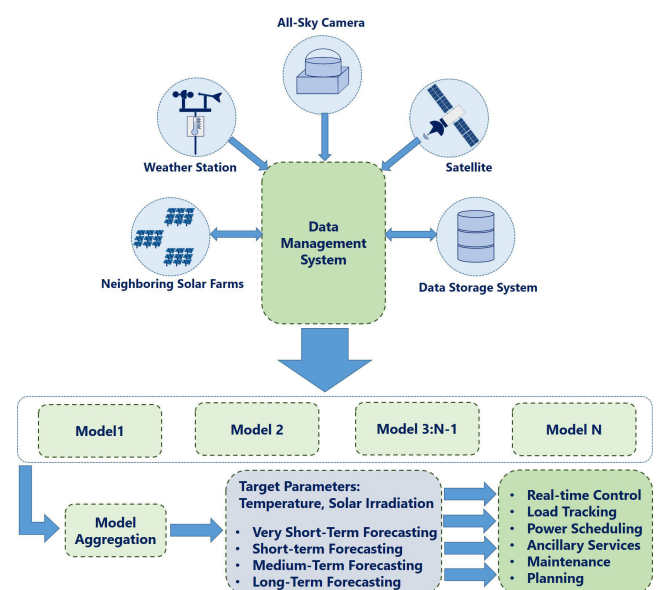 All-Sky Camera
Weather Station
Satellite
Data
Management
System
Neighboring Solar Farms
Data Storage System
Model1
Model 2
Model 3:N-1
Model N
Model
Aggregation
Target Parameters:
Temperature, Solar Irradiation
• Very Short-Term Forecasting
• Short-term Forecasting
• Medium-Term Forecasting
• Long-Term Forecasting
• Real-time Control
• Load Tracking
• Power Scheduling
• Ancillary Services
• Maintenance
• Planning